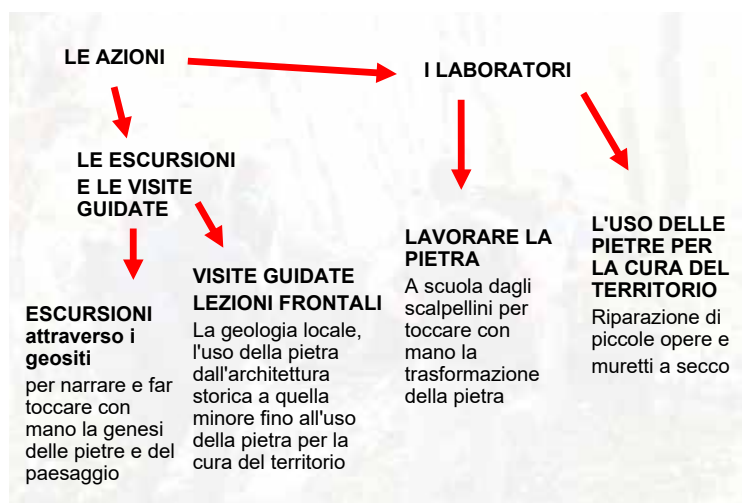 LE AZIONI
I LABORATORI
LE ESCURSIONI
E LE VISITE
GUIDATE
ESCURSIONI
attraverso i
geositi
per narrare e far
toccare con
mano la genesi
delle pietre e del
paesaggio
VISITE GUIDATE
LEZIONI FRONTALI
La geologia locale,
l'uso della pietra
dall'architettura
storica a quella
minore fino all'uso
della pietra per la
cura del territorio
LAVORARE LA
PIETRA
A scuola dagli
scalpellini per
toccare con
mano la
trasformazione
della pietra
L'USO DELLE
PIETRE PER
LA CURA DEL
TERRITORIO
Riparazione di
piccole opere e
muretti a secco